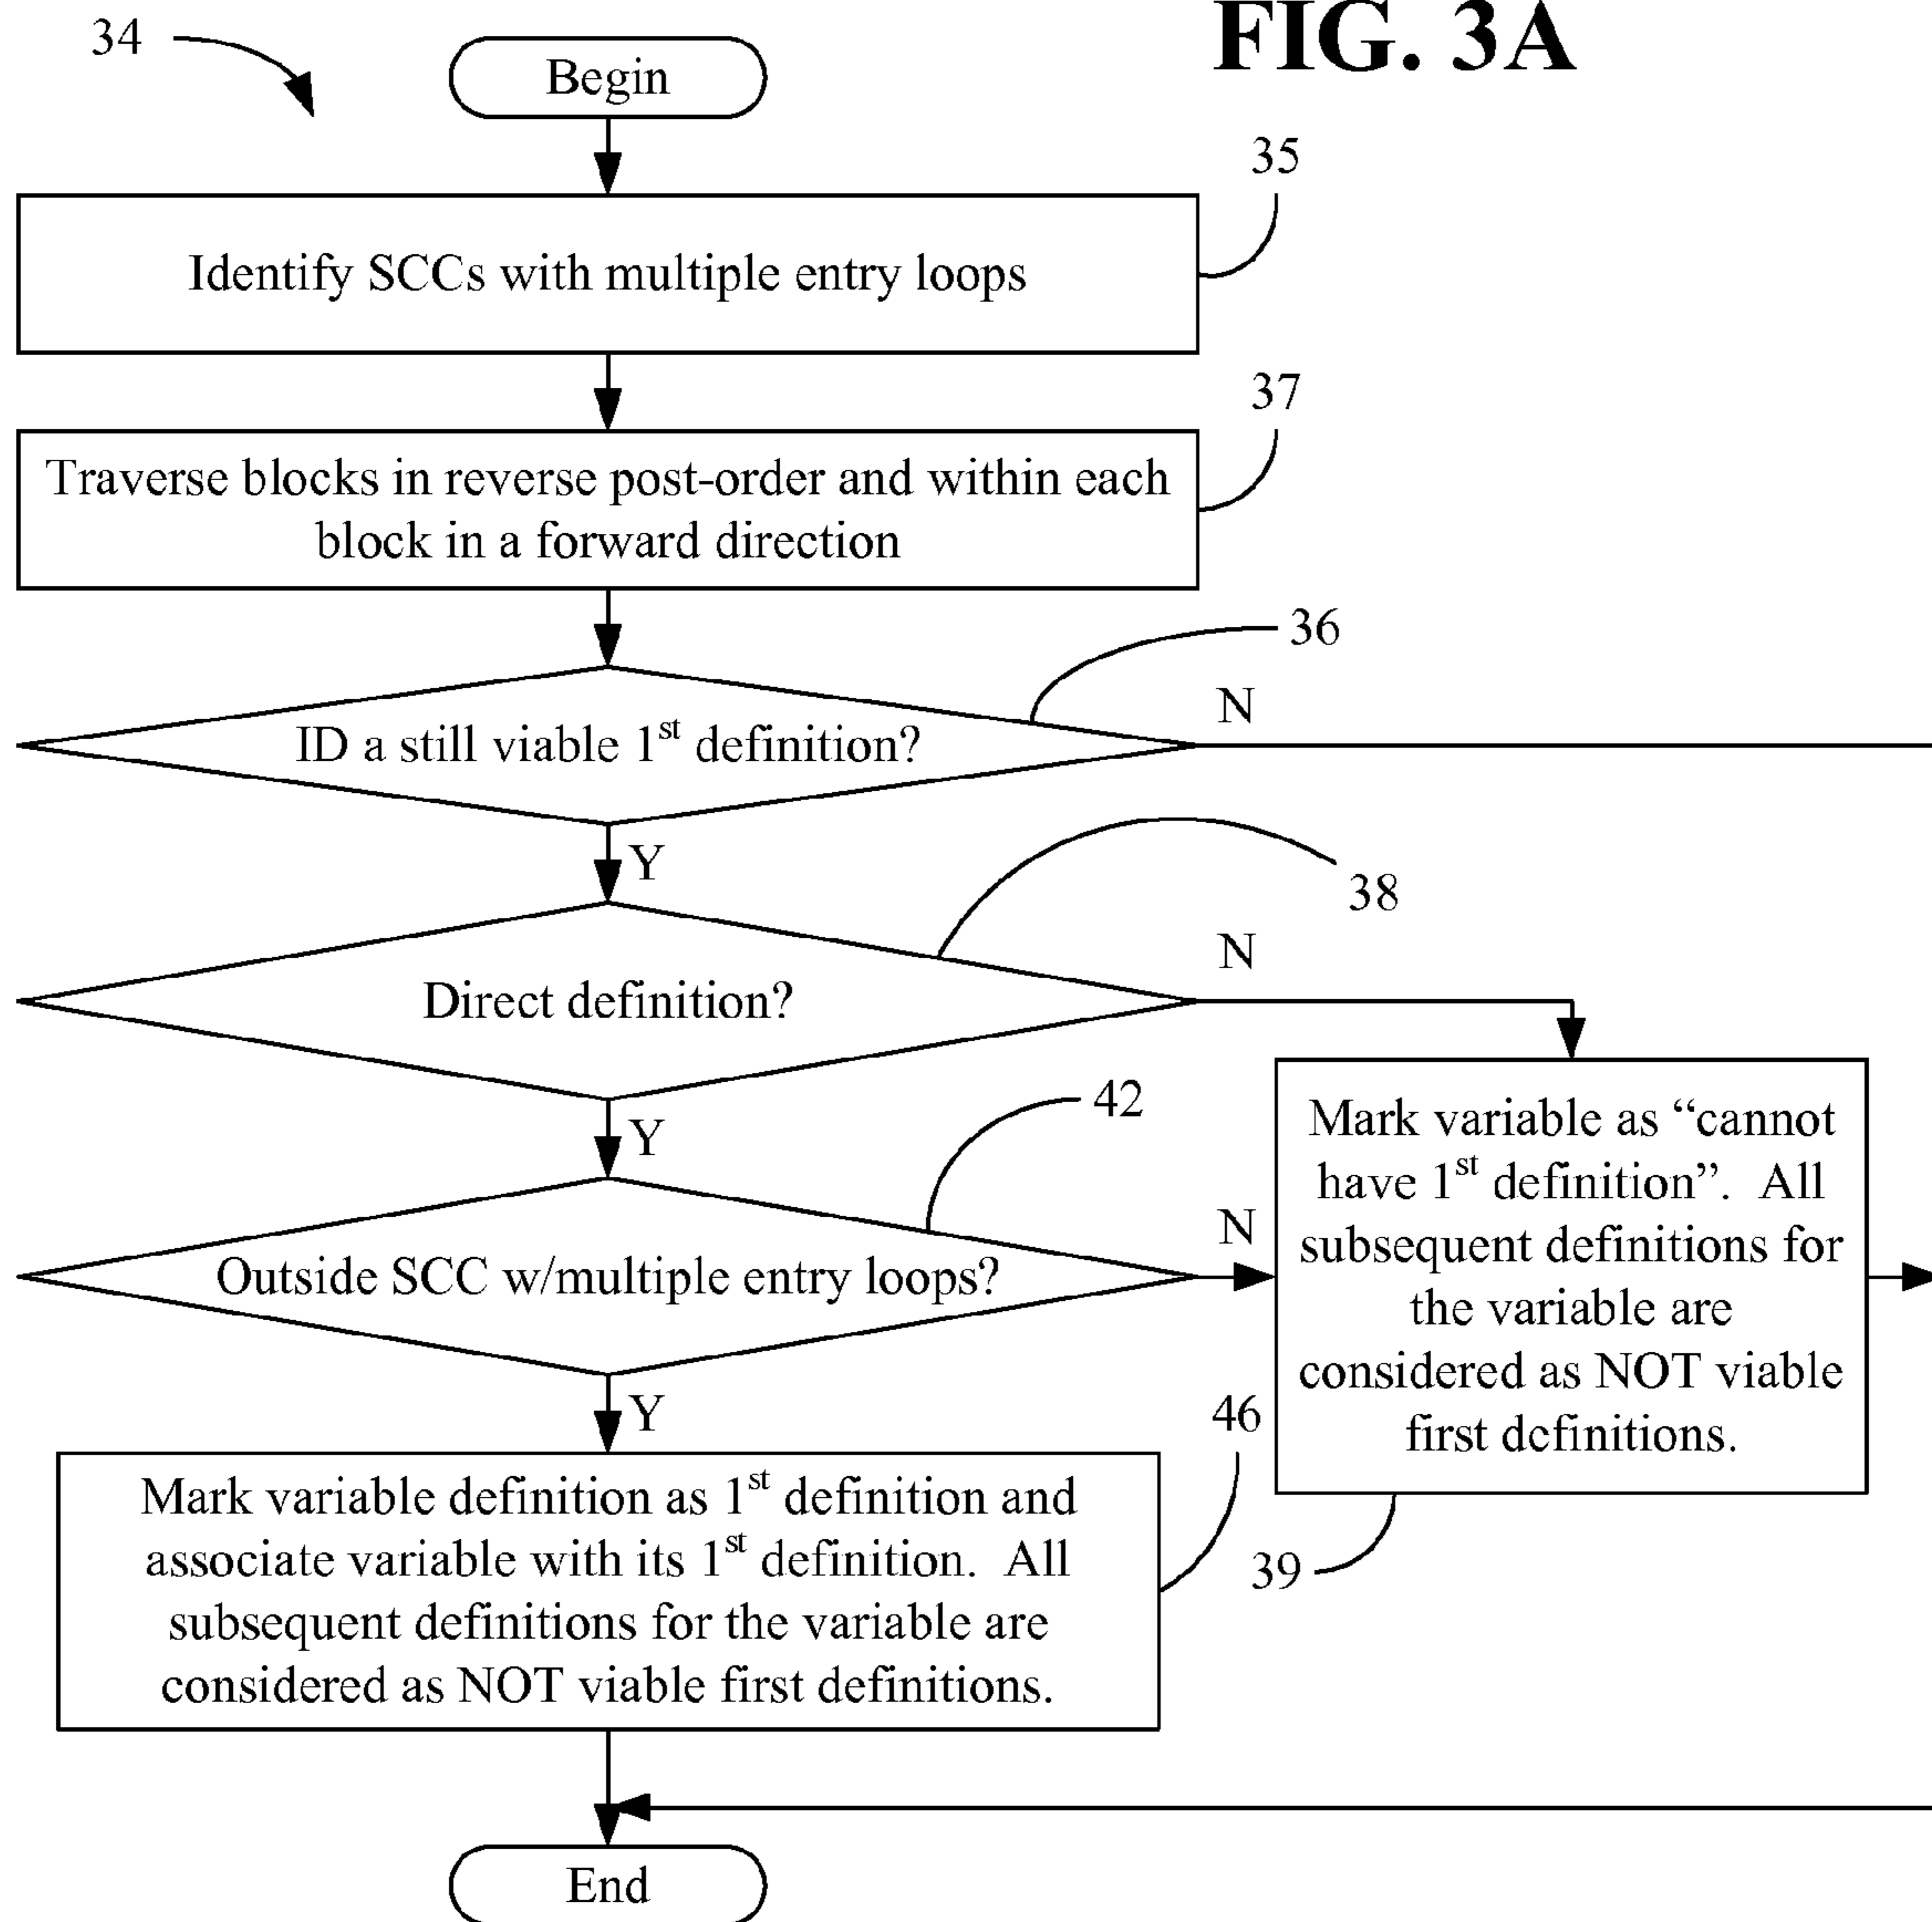 FIG. 3A
34
Begin
35
Identify SCCs with multiple entry loops
37
Traverse blocks in reverse post-order and within each
block in a forward direction
36
N
ID a still viable 1st definition?
Y
38
N
Direct definition?
Y
42
N
Outside SCC w/multiple entry loops?
Mark variable as “cannot
have 1st definition”. All
subsequent definitions for
the variable are
considered as NOT viable
first definitions.
Y
46
39
Mark variable definition as 1st definition and
associate variable with its 1st definition. All
subsequent definitions for the variable are
considered as NOT viable first definitions.
End